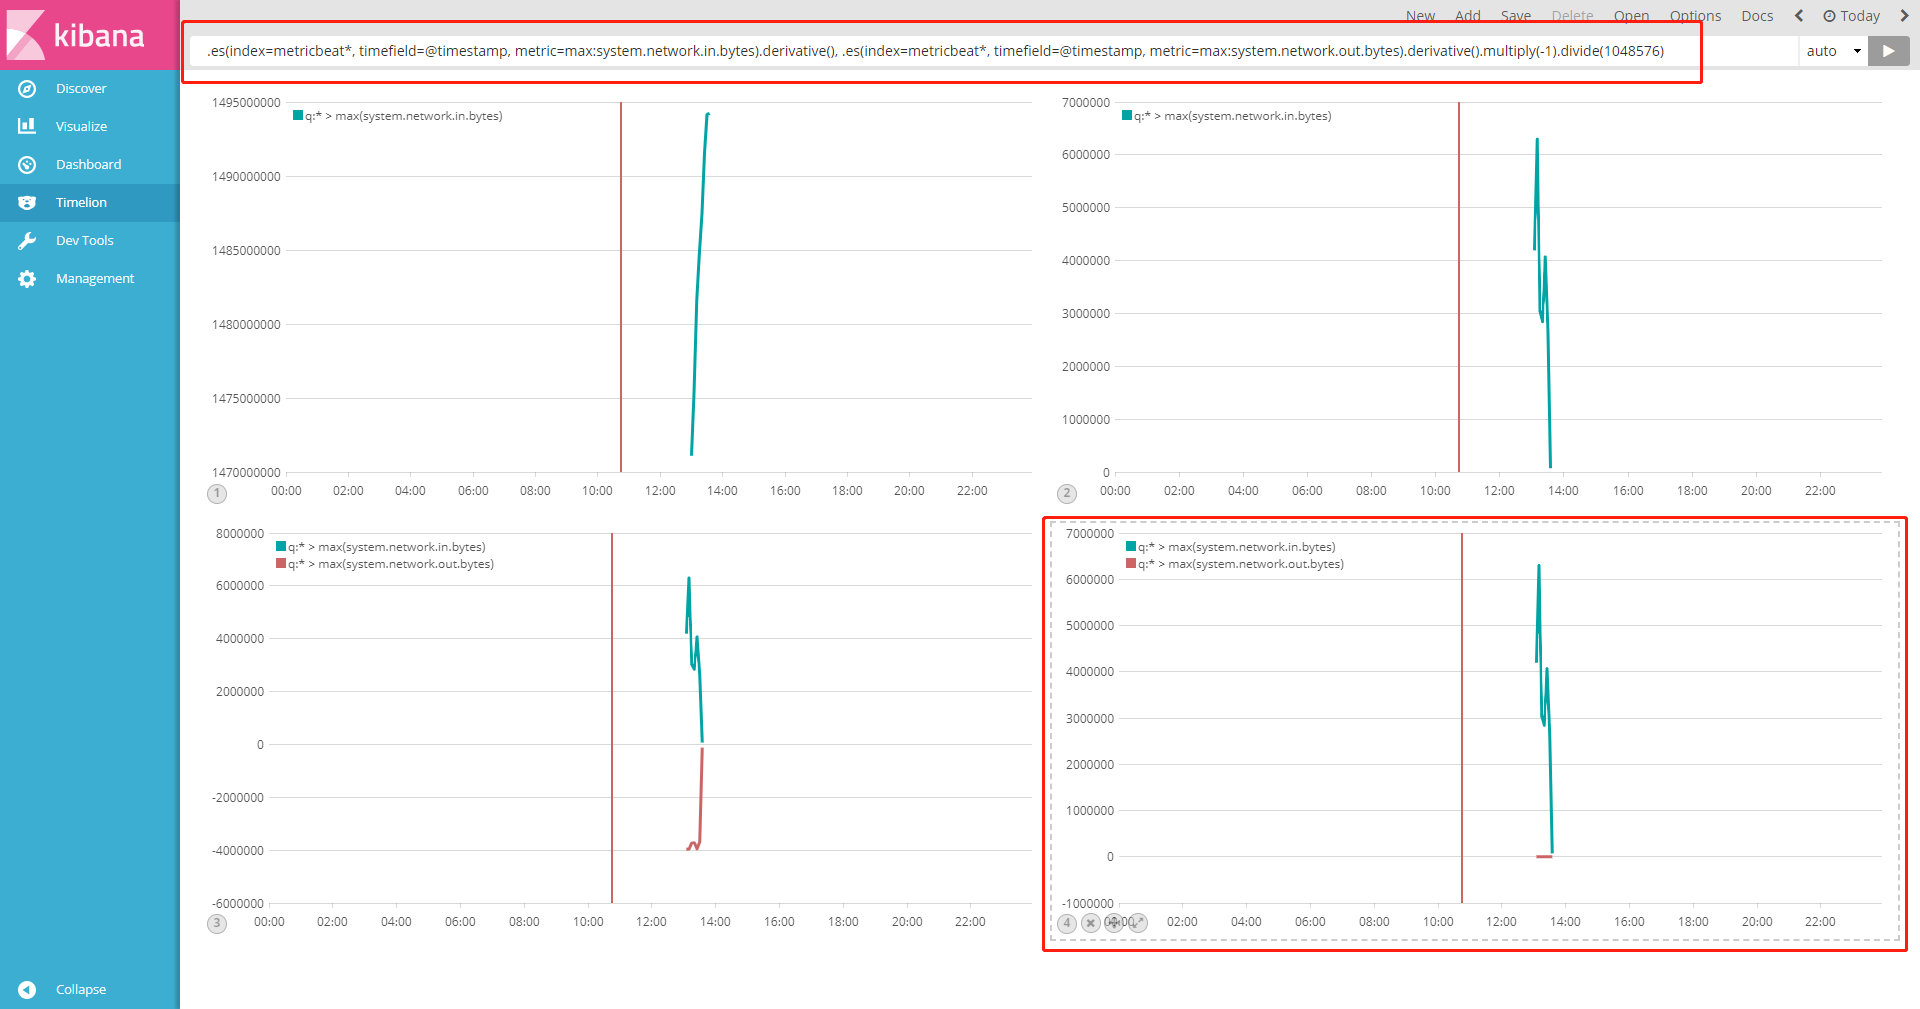 kibana
New Add Save Delete Open Options Docs Today
.es(index=metricbeat*, timefield=@timestamp, metric=max:system.network.in.bytes).derivative(), .es(index=metricbeat*, timefield=@timestamp, metric=max:system.network.out.bytes).derivative().multiply(-1).divide(1048576)
auto
Discover
Visualize
Dashboard
Timelion
Dev Tools
Management
Collapse
q:* > max(system.network.in.bytes)
1495000000
1490000000
1485000000
1480000000
1475000000
1470000000
00:00 02:00 04:00 06:00 08:00 10:00 12:00 14:00 16:00 18:00 20:00 22:00
1
q:* > max(system.network.in.bytes)
7000000
6000000
5000000
4000000
3000000
2000000
1000000
0
00:00 02:00 04:00 06:00 08:00 10:00 12:00 14:00 16:00 18:00 20:00 22:00
2
q:* > max(system.network.in.bytes)
q:* > max(system.network.out.bytes)
8000000
6000000
4000000
2000000
0
-2000000
-4000000
-6000000
00:00 02:00 04:00 06:00 08:00 10:00 12:00 14:00 16:00 18:00 20:00 22:00
3
q:* > max(system.network.in.bytes)
q:* > max(system.network.out.bytes)
7000000
6000000
5000000
4000000
3000000
2000000
1000000
0
-1000000
00:00 02:00 04:00 06:00 08:00 10:00 12:00 14:00 16:00 18:00 20:00 22:00
4